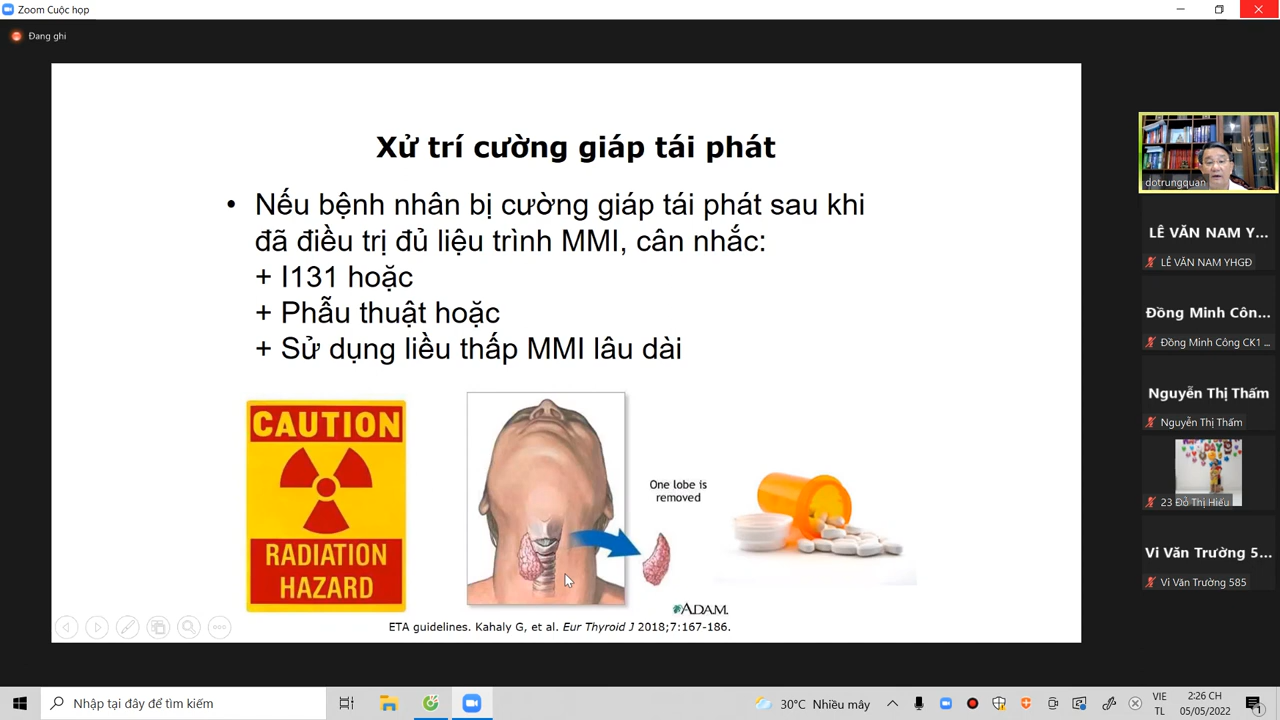 Zoom Cuộc họp
Đang ghi
Xử trí cường giáp tái phát
• Nếu bệnh nhân bị cường giáp tái phát sau khi
đã điều trị đủ liệu trình MMI, cân nhắc:
+ I131 hoặc
+ Phẫu thuật hoặc
+ Sử dụng liều thấp MMI lâu dài
CAUTION
RADIATION
HAZARD
One lobe is
removed
ADAM.
ETA guidelines. Kahaly G, et al. Eur Thyroid J 2018;7:167-186.
dotrungquan
LÊ VĂN NAM Y...
LÊ VĂN NAM YHGĐ
Đồng Minh Côn...
Đồng Minh Công CK1 ...
Nguyễn Thị Thấm
Nguyễn Thị Thấm
23 Đỗ Thị Hiếu
Vi Văn Trường 5...
Vi Văn Trường 585
Nhập tại đây để tìm kiếm
30°C Nhiều mây
VIE
TL
2:26 CH
05/05/2022
1